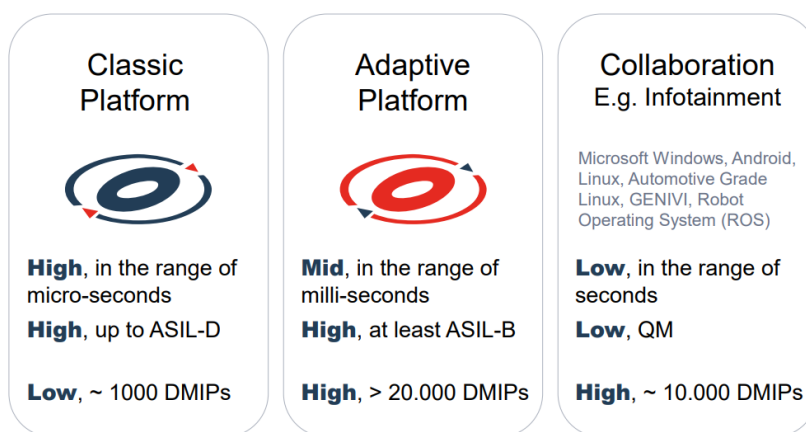 Classic
Platform
High, in the range of
micro-seconds
High, up to ASIL-D
Low, ~ 1000 DMIPs
Adaptive
Platform
Mid, in the range of
milli-seconds
High, at least ASIL-B
High, > 20.000 DMIPs
Collaboration
E.g. Infotainment
Microsoft Windows, Android,
Linux, Automotive Grade
Linux, GENIVI, Robot
Operating System (ROS)
Low, in the range of
seconds
Low, QM
High, ~ 10.000 DMIPs